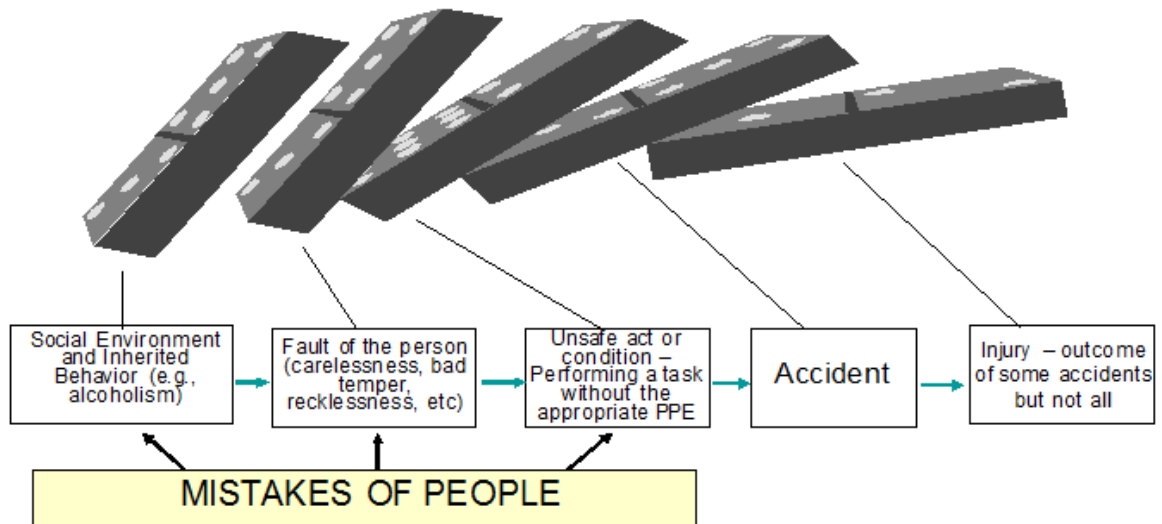 Social Environment
and Inherited
Behavior (e.g.,
alcoholism)
Fault of the person
(carelessness, bad
temper,
recklessness, etc)
Unsafe act or
condition –
Performing a task
without the
appropriate PPE
Accident
Injury – outcome
of some accidents
but not all
MISTAKES OF PEOPLE